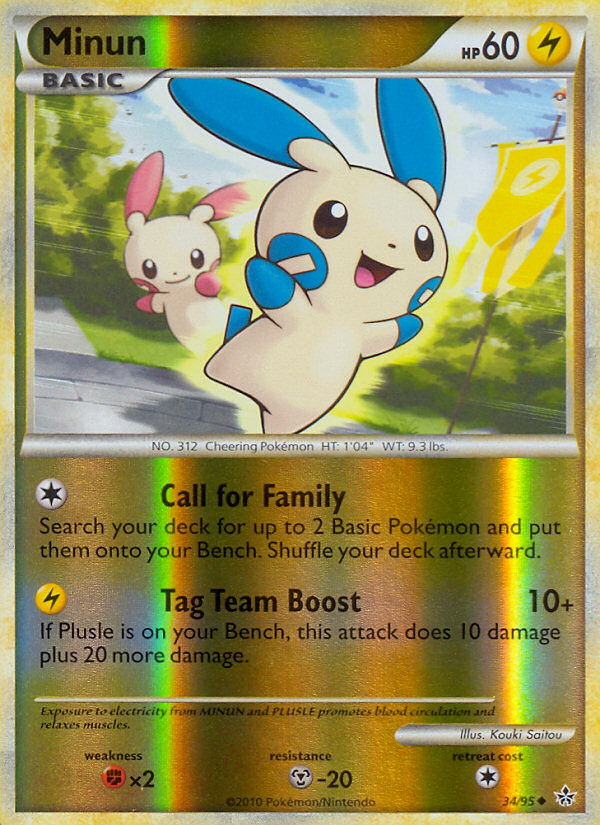 Minun
HP60
BASIC
NO. 312 Cheering Pokémon HT: 1'04" WT: 9.3 lbs.
Call for Family
Search your deck for up to 2 Basic Pokémon and put
them onto your Bench. Shuffle your deck afterward.
Tag Team Boost 10+
If Plusle is on your Bench, this attack does 10 damage
plus 20 more damage.
Exposure to electricity from MINUN and PLUSLE promotes blood circulation and
relaxes muscles.
Illus. Kouki Saitou
weakness resistance retreat cost
×2 -20
©2010 Pokémon/Nintendo 34/95